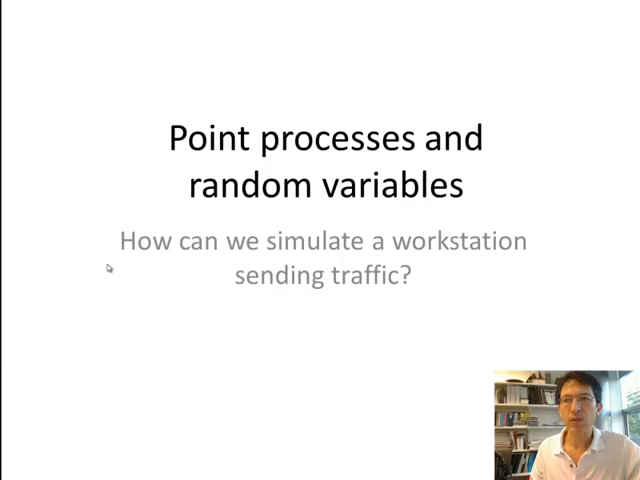 Point processes and
random variables
How can we simulate a workstation
sending traffic?